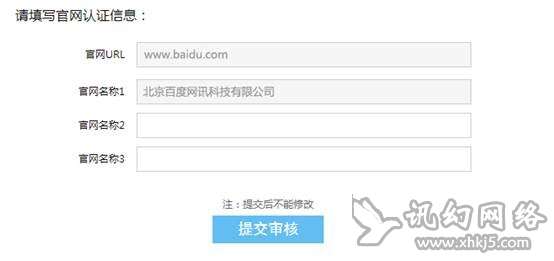 请填写官网认证信息：
官网URL
www.baidu.com
官网名称1
北京百度网讯科技有限公司
官网名称2
官网名称3
注：提交后不能修改
提交审核
讯幻网络
www.xhkj5.com